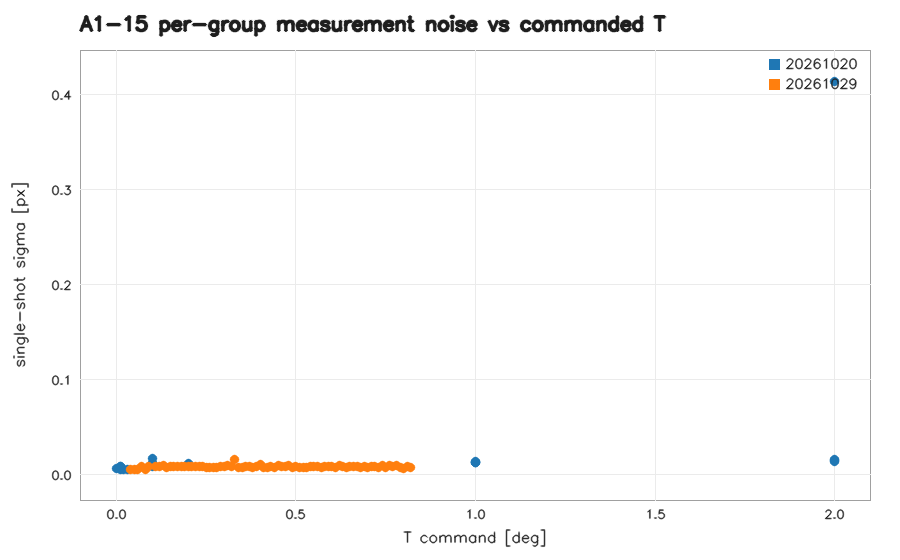 A1-15 per-group measurement noise vs commanded T
20261020
20261029
0.4
0.3
0.2
0.1
0.0
single-shot sigma [px]
0.0 0.5 1.0 1.5 2.0
T command [deg]